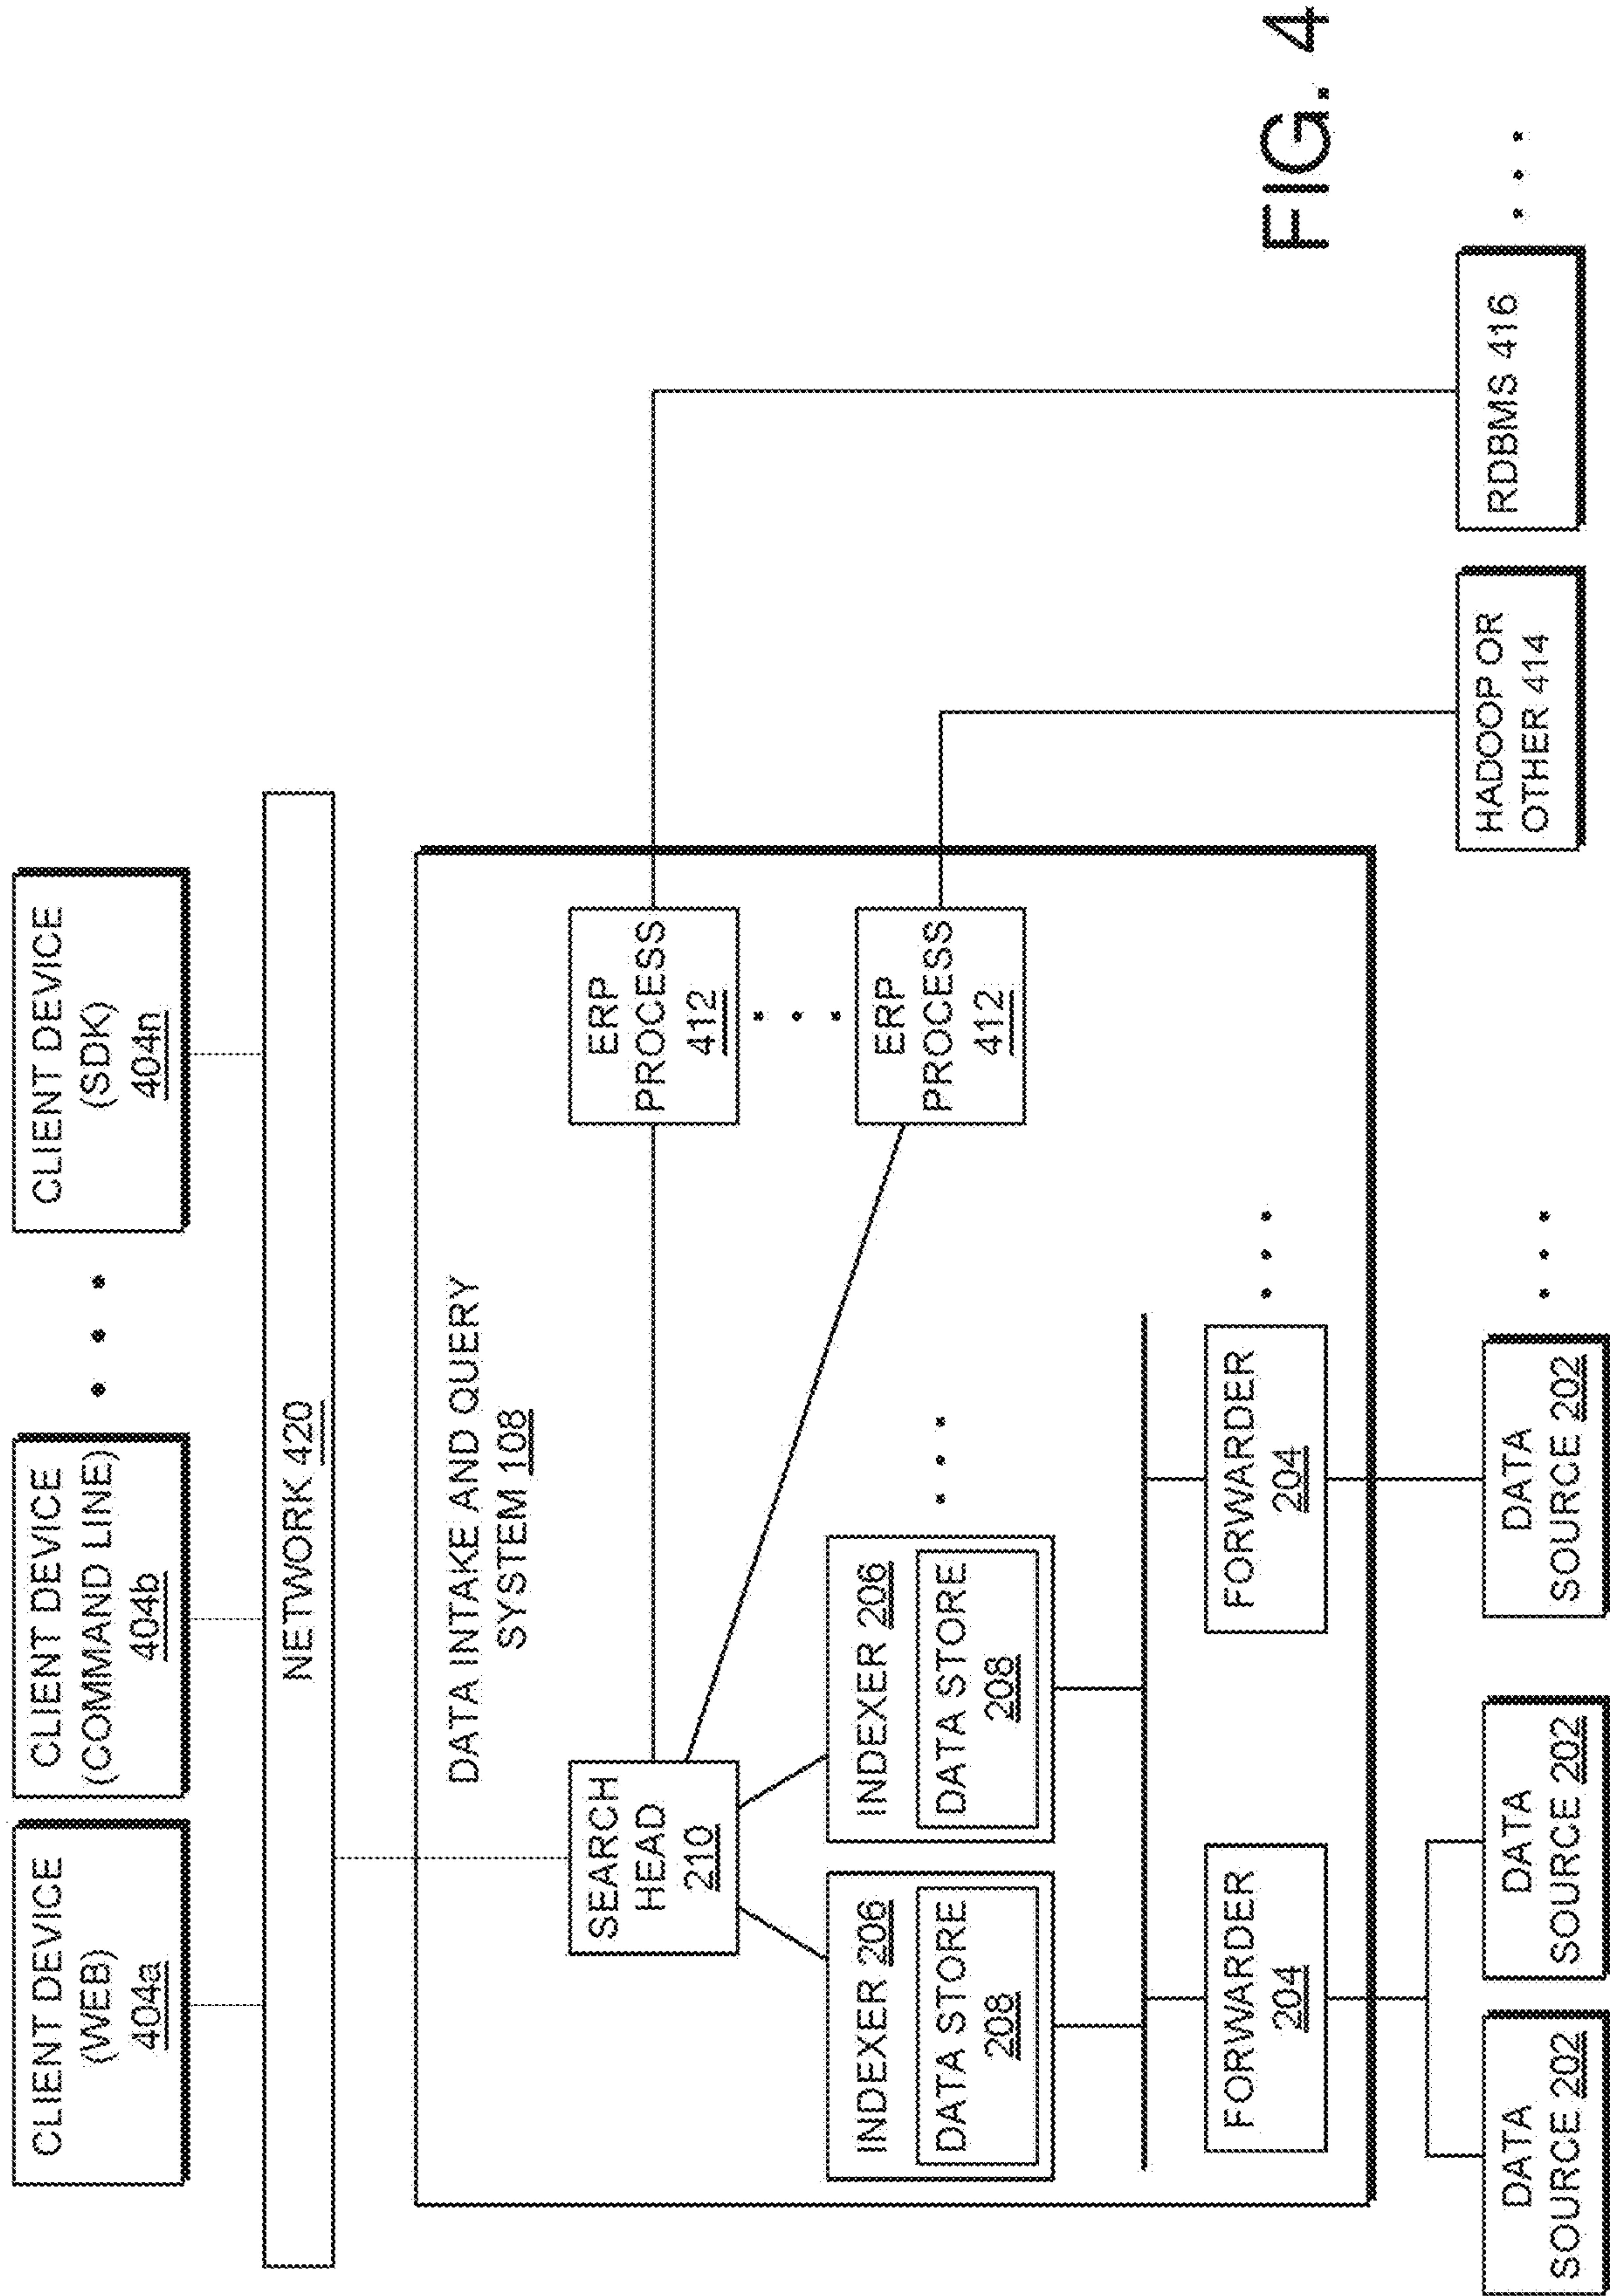 CLIENT DEVICE
(WEB)
404a
CLIENT DEVICE
(COMMAND LINE)
404b
CLIENT DEVICE
(SDK)
404n
NETWORK 420
DATA INTAKE AND QUERY
SYSTEM 108
SEARCH
HEAD
210
ERP
PROCESS
412
ERP
PROCESS
412
INDEXER 206
DATA STORE
208
INDEXER 206
DATA STORE
208
FORWARDER
204
FORWARDER
204
DATA
SOURCE 202
DATA
SOURCE 202
DATA
SOURCE 202
HADOOP OR
OTHER 414
RDBMS 416
FIG. 4